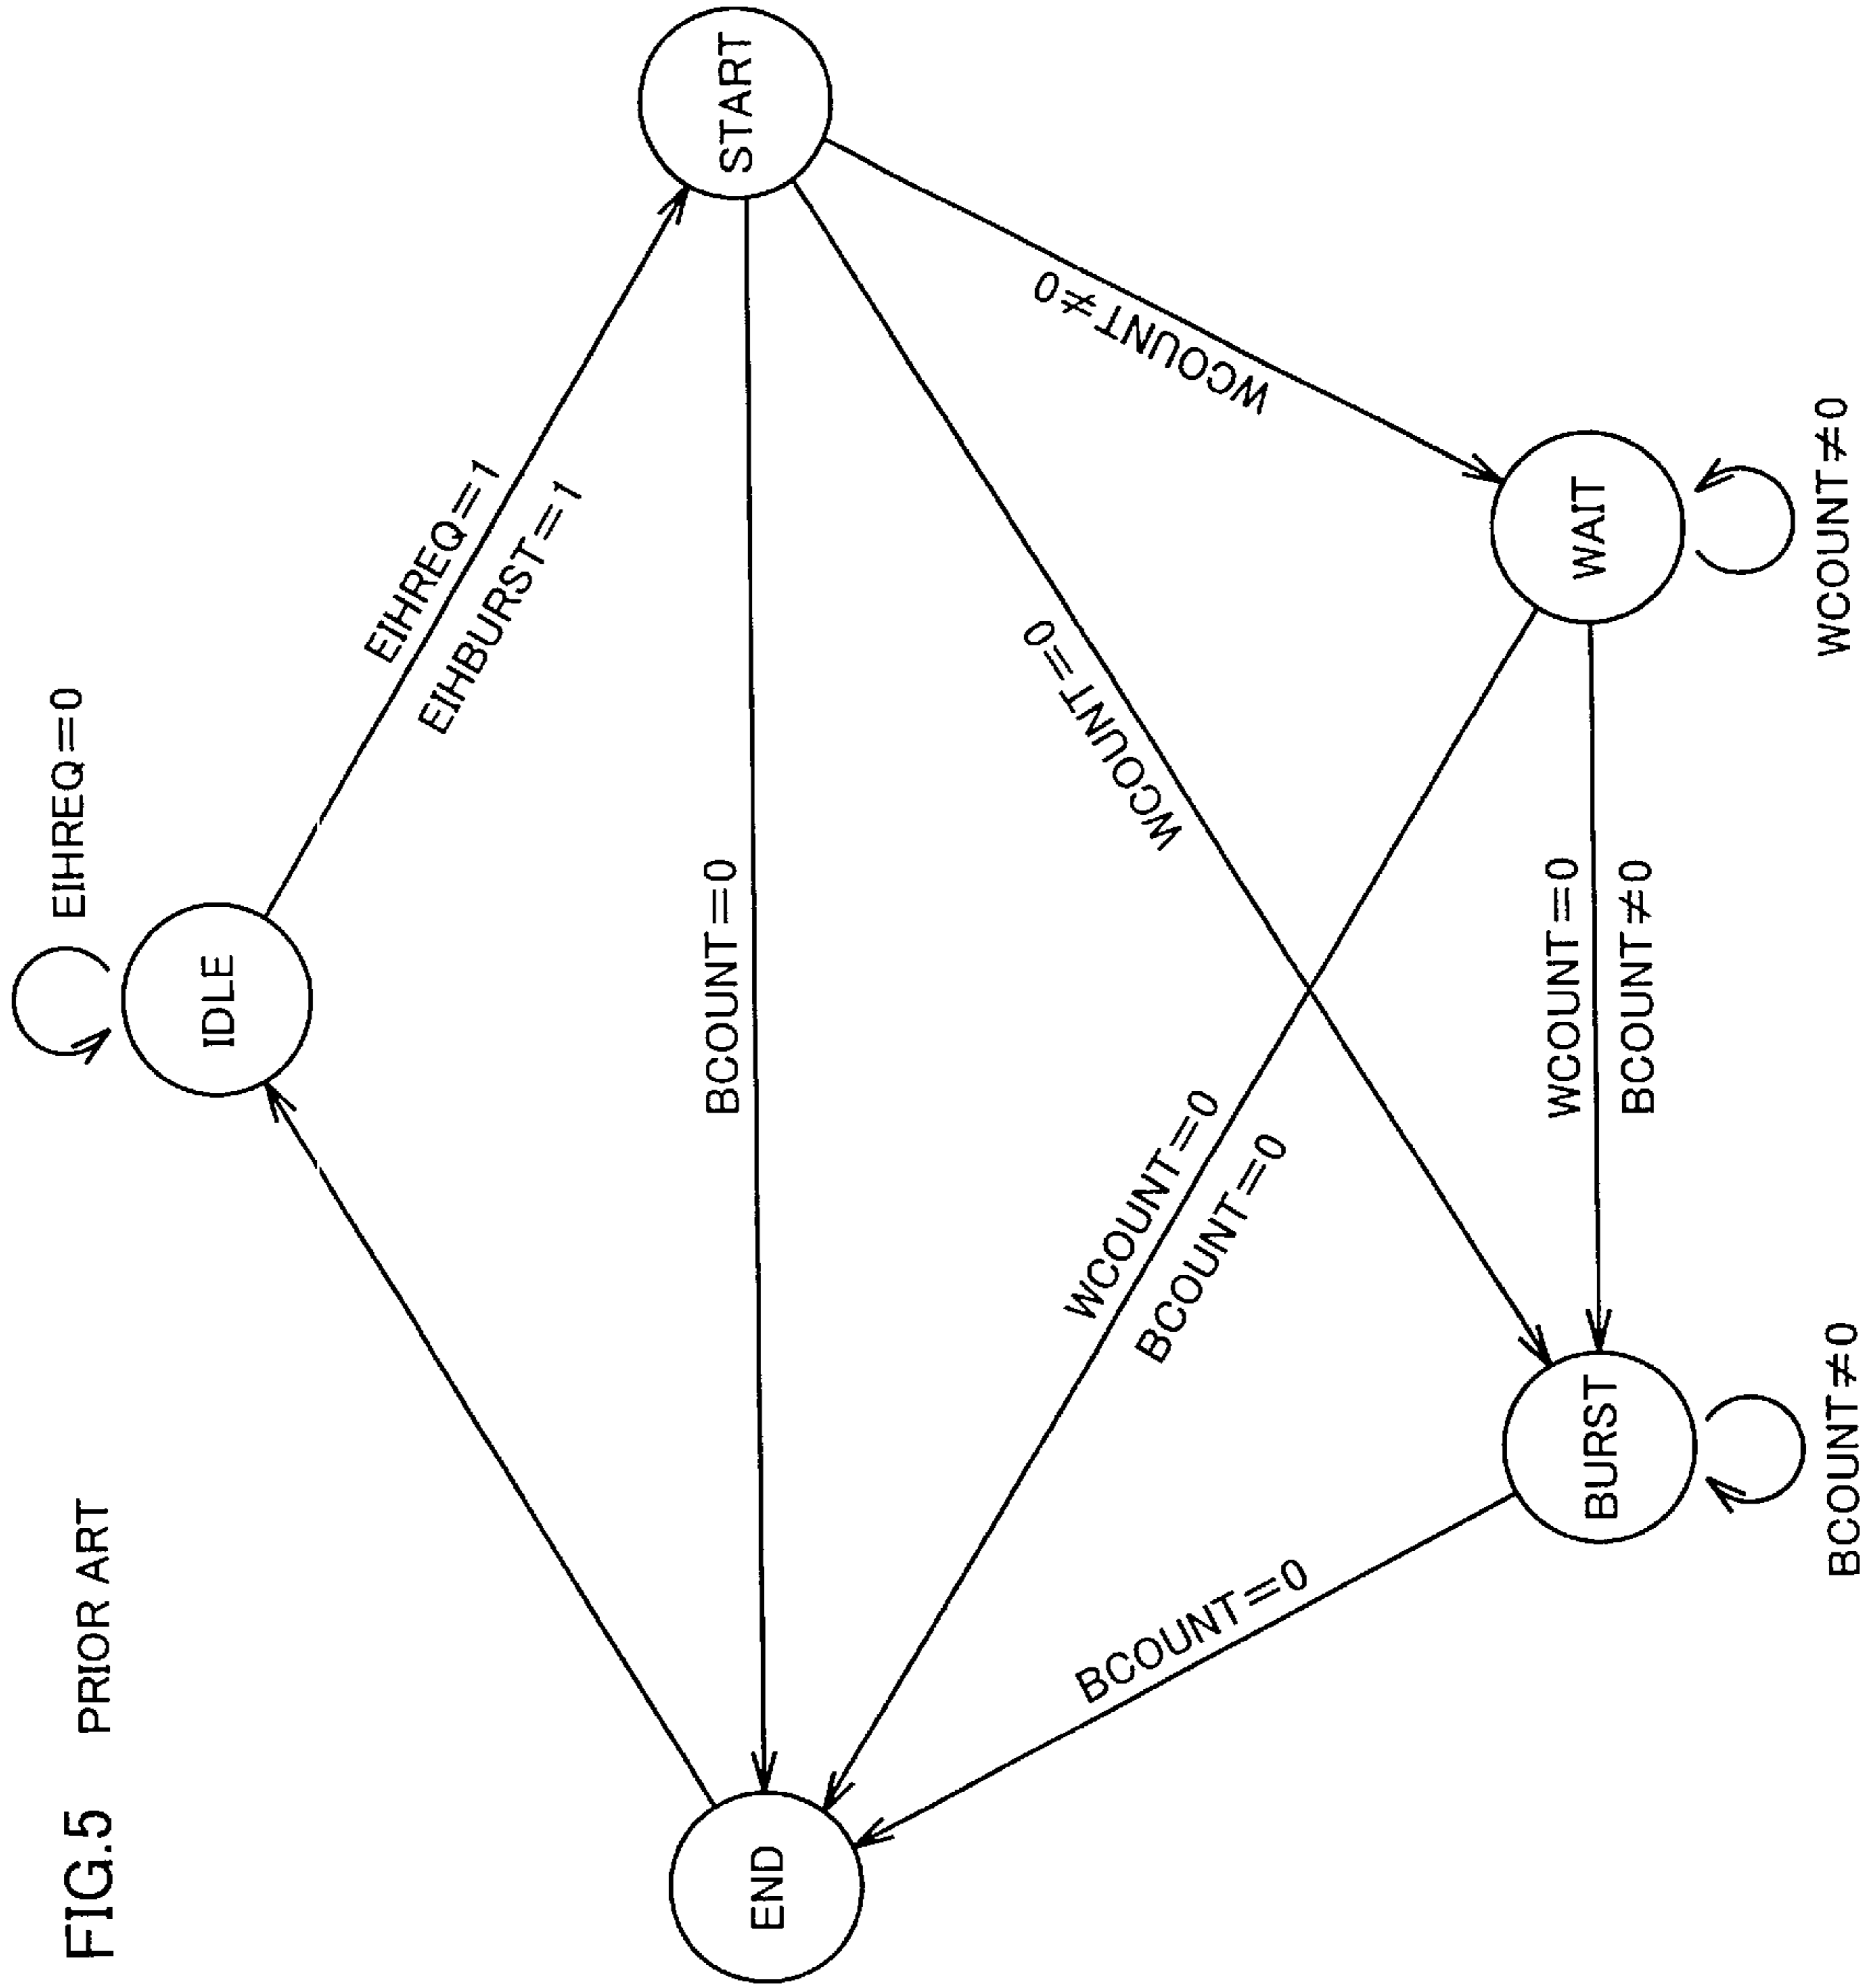 FIG.5 PRIOR ART
EIHREQ=0
IDLE
EIHREQ=1
EIHBURST=1
END
START
BCOUNT=0
WCOUNT=0
WCOUNT≠0
WCOUNT=0
BCOUNT=0
BCOUNT=0
WCOUNT=0
BCOUNT≠0
BURST
WAIT
BCOUNT≠0
WCOUNT≠0